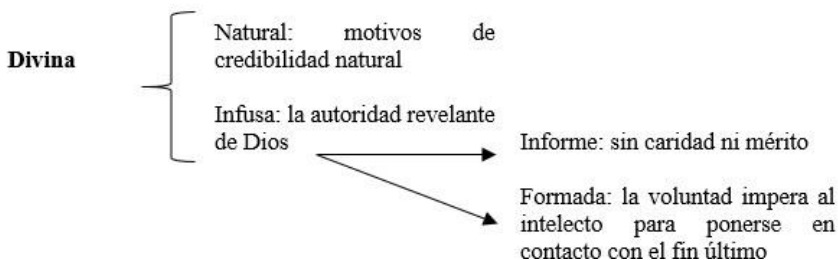 Divina
Natural: motivos de
credibilidad natural
Infusa: la autoridad revelante
de Dios
Informe: sin caridad ni mérito
Formada: la voluntad impera al
intelecto para ponerse en
contacto con el fin último